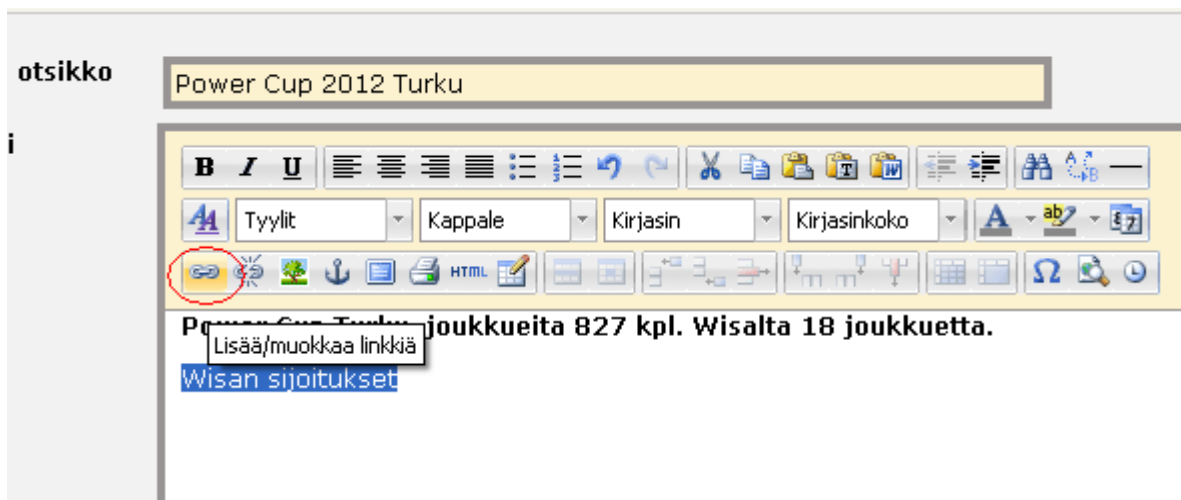 otsikko
Power Cup 2012 Turku
i
B I U
Tyylit Kappale Kirjasin Kirjasinkoko A ab
HTML Ω
joukkueita 827 kpl. Wisalta 18 joukkuetta.
Lisää/muokkaa linkkiä
Wisan sijoitukset